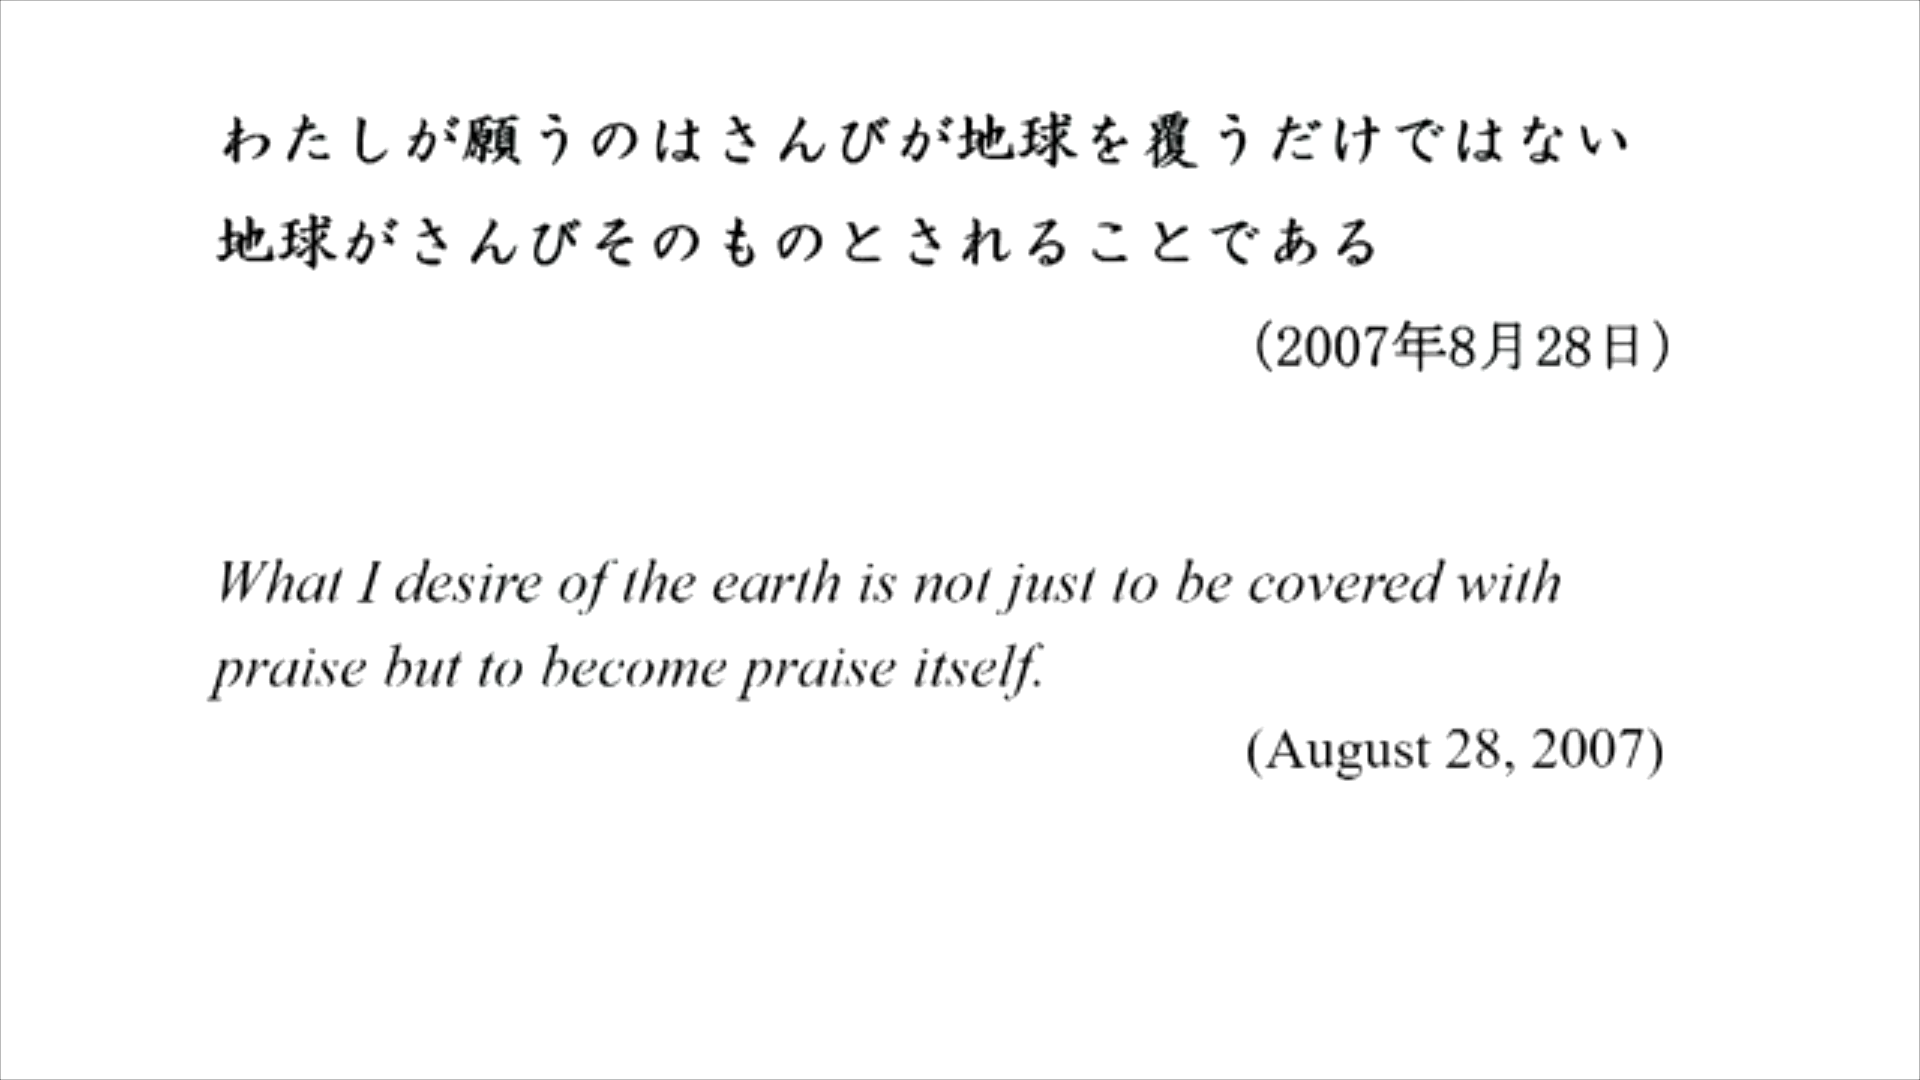 わたしが願うのはさんびが地球を覆うだけではない
地球がさんびそのものとされることである
(2007年8月28日)
What I desire of the earth is not just to be covered with
praise but to become praise itself.
(August 28, 2007)